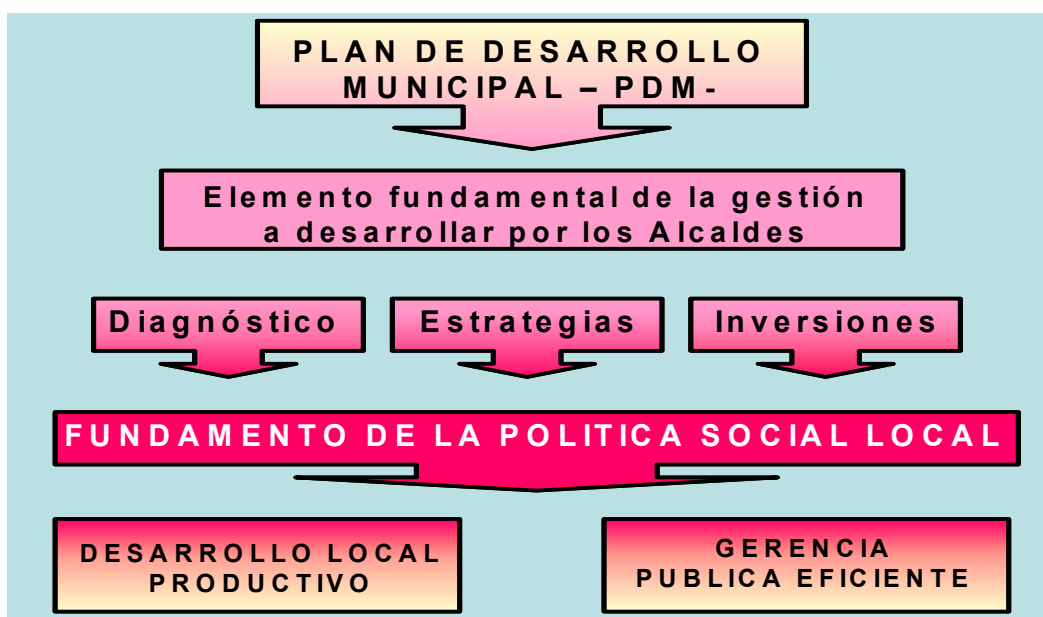 PLAN DE DESARROLLO
MUNICIPAL – PDM-
Elemento fundamental de la gestión
a desarrollar por los Alcaldes
Diagnóstico
Estrategias
Inversiones
FUNDAMENTO DE LA POLITICA SOCIAL LOCAL
DESARROLLO LOCAL
PRODUCTIVO
GERENCIA
PUBLICA EFICIENTE